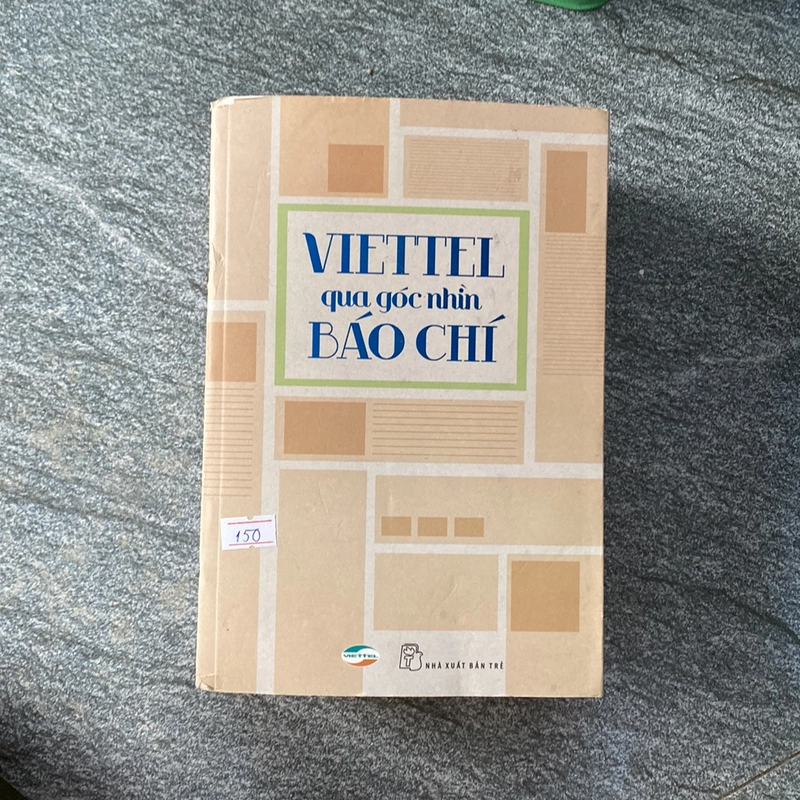 VIETTEL
qua góc nhìn
BÁO CHÍ
150
VIETTEL
NHÀ XUẤT BẢN TRẺ